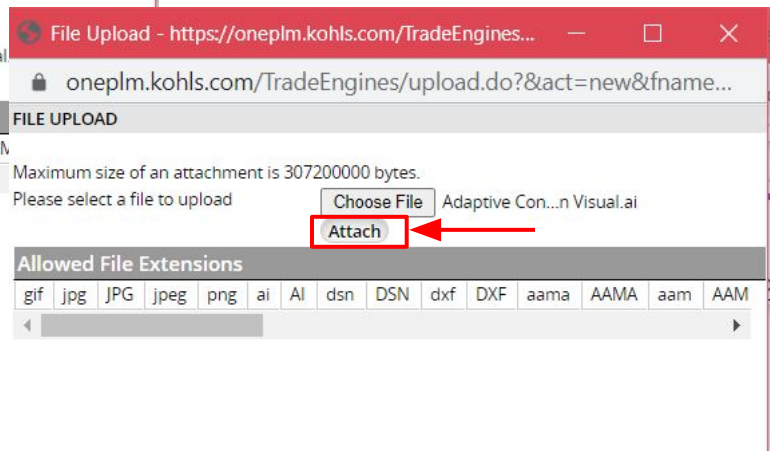 File Upload - https://oneplm.kohls.com/TradeEngines...
oneplm.kohls.com/TradeEngines/upload.do?&act=new&fname...
FILE UPLOAD
Maximum size of an attachment is 307200000 bytes.
Please select a file to upload Choose File Adaptive Con...n Visual.ai
Attach
Allowed File Extensions
gif jpg JPG jpeg png ai AI dsn DSN dxf DXF aama AAMA aam AAM